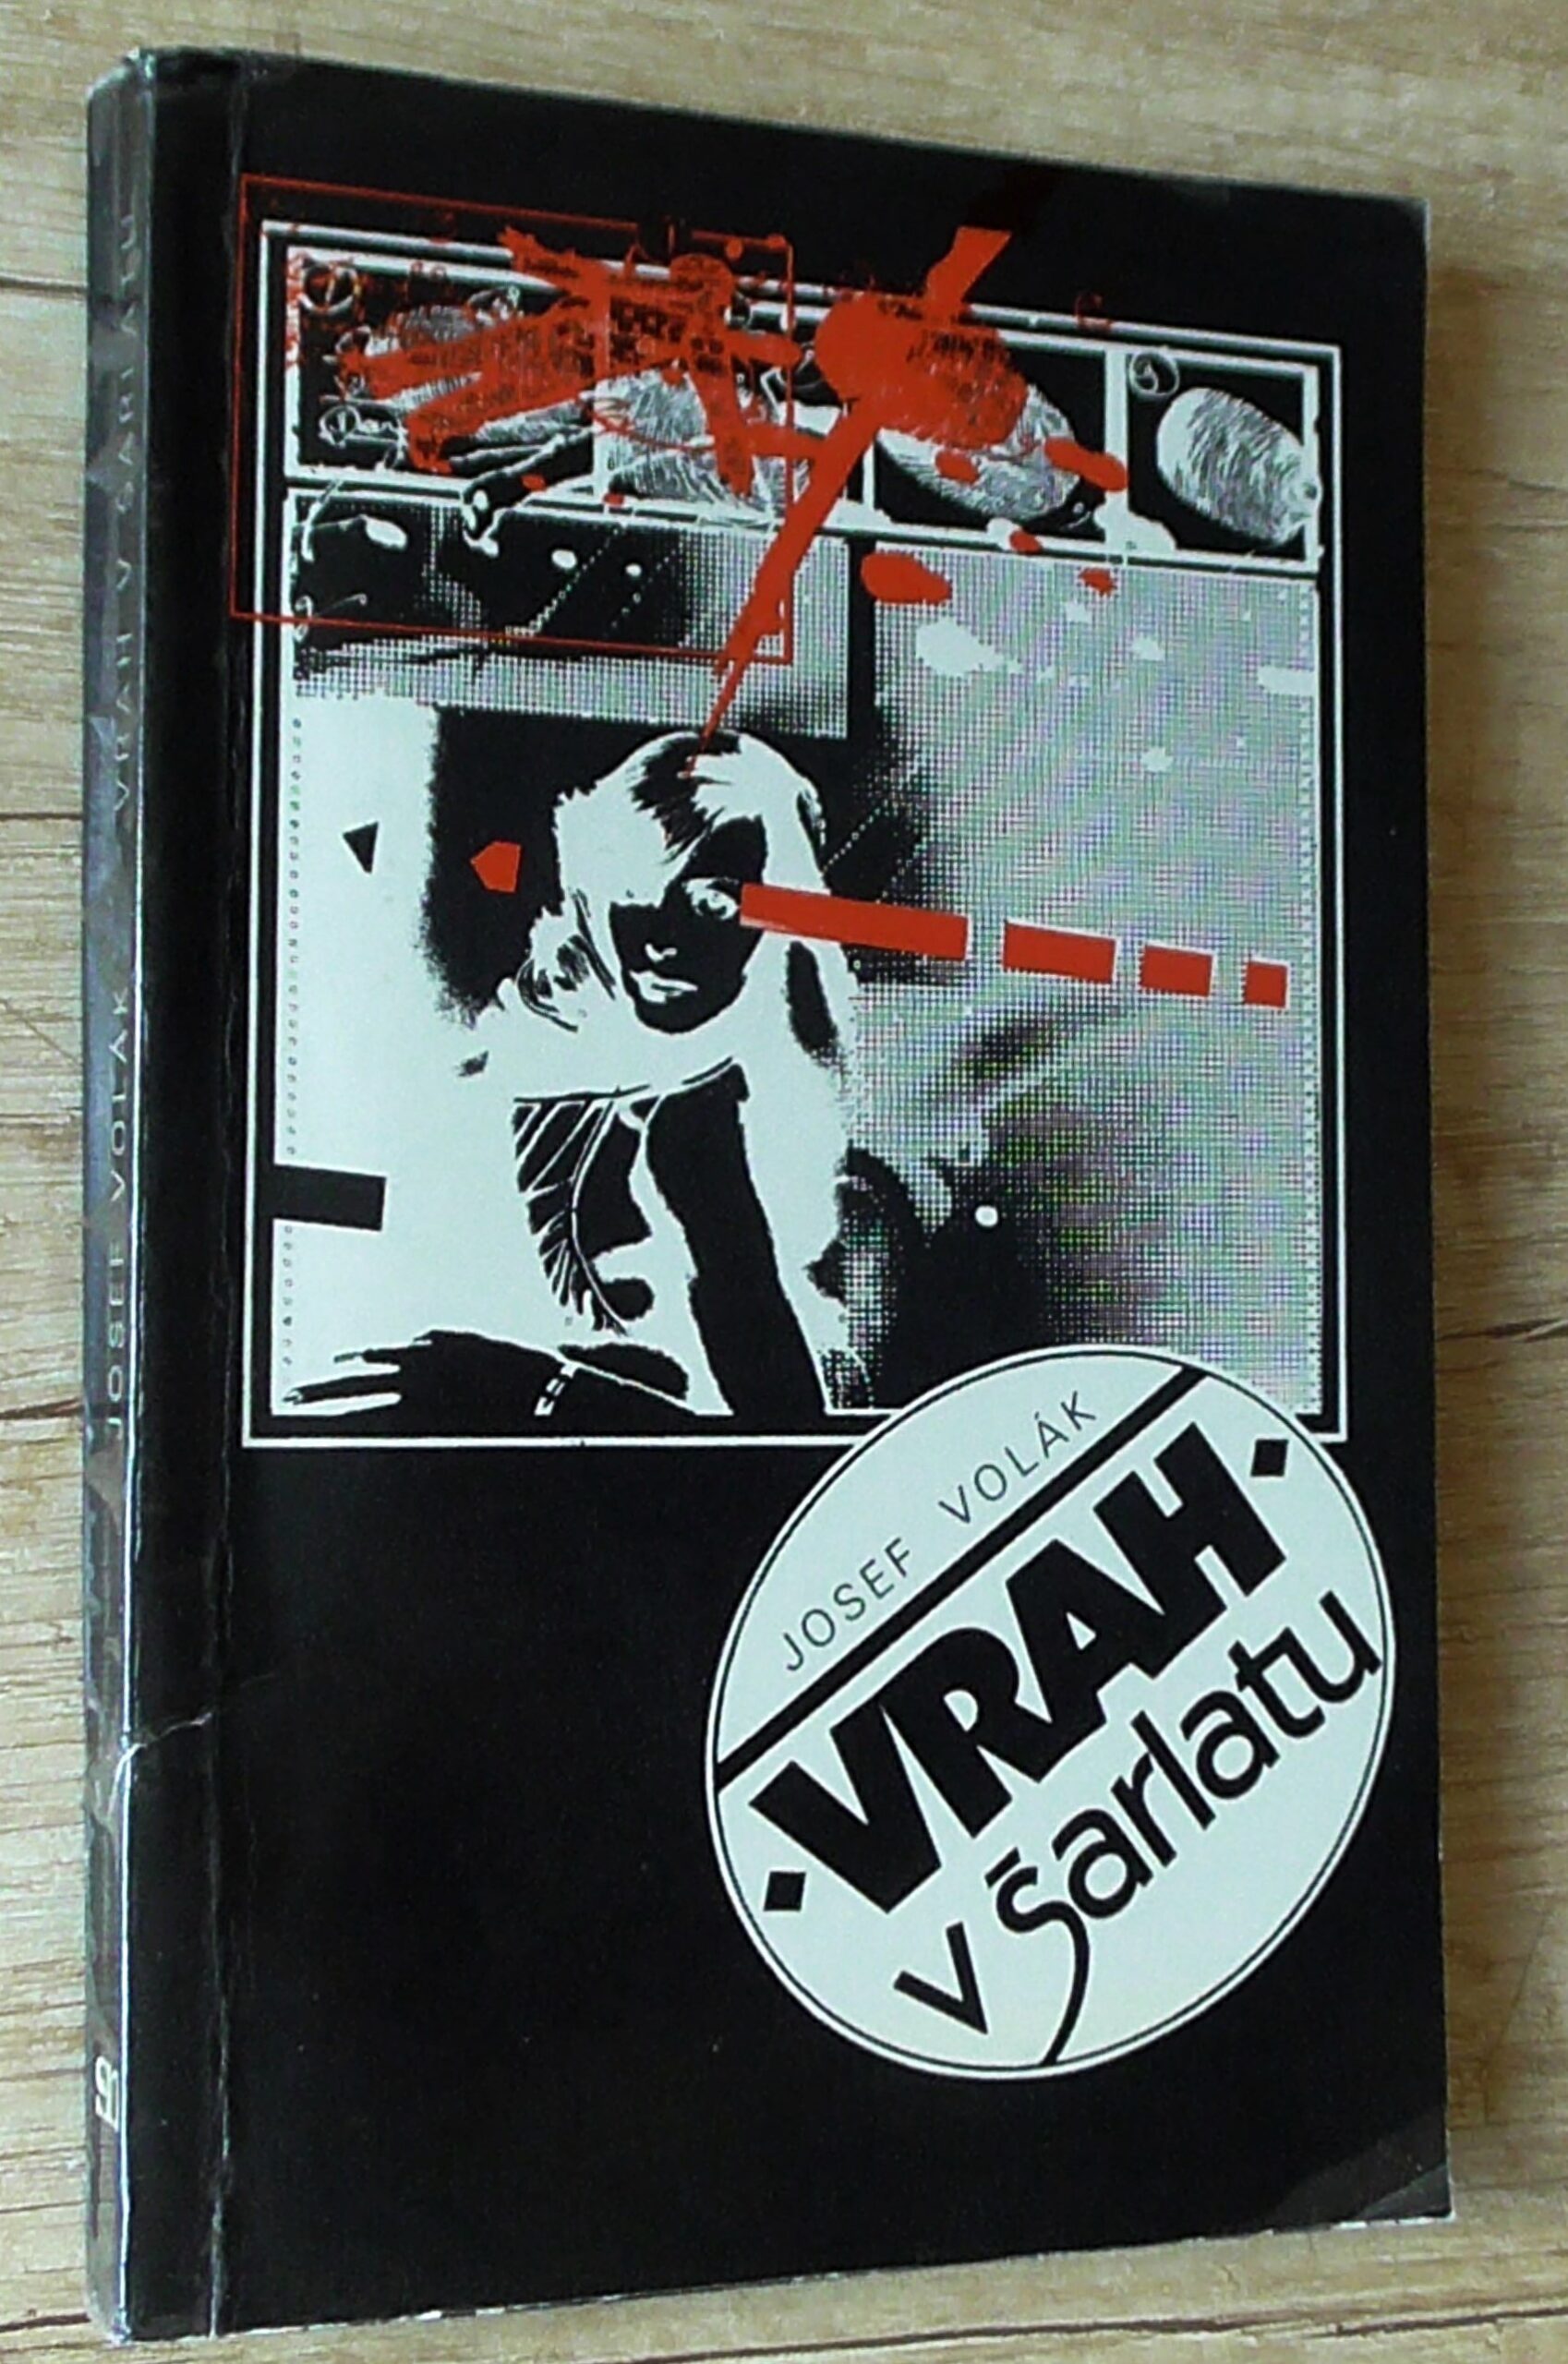 JOSEF VOLÁK
VRAH
v šarlatu
JOSEF VOLÁK VRAH V ŠARLATU